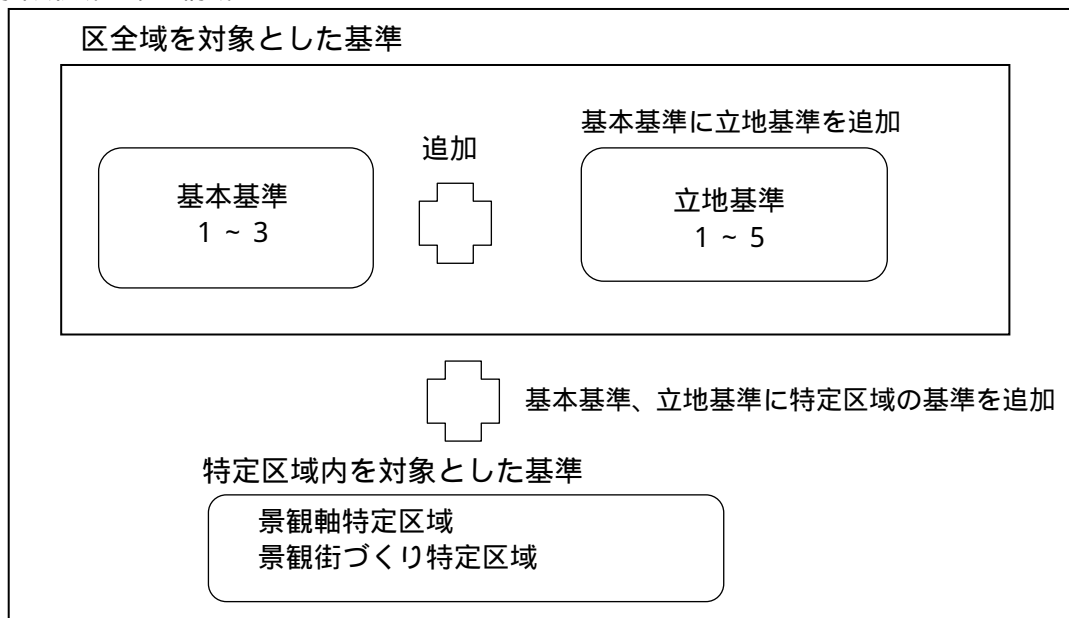 区全域を対象とした基準
基本基準に立地基準を追加
追加
基本基準
1 ~ 3
立地基準
1 ~ 5
基本基準、立地基準に特定区域の基準を追加
特定区域内を対象とした基準
景観軸特定区域
景観街づくり特定区域